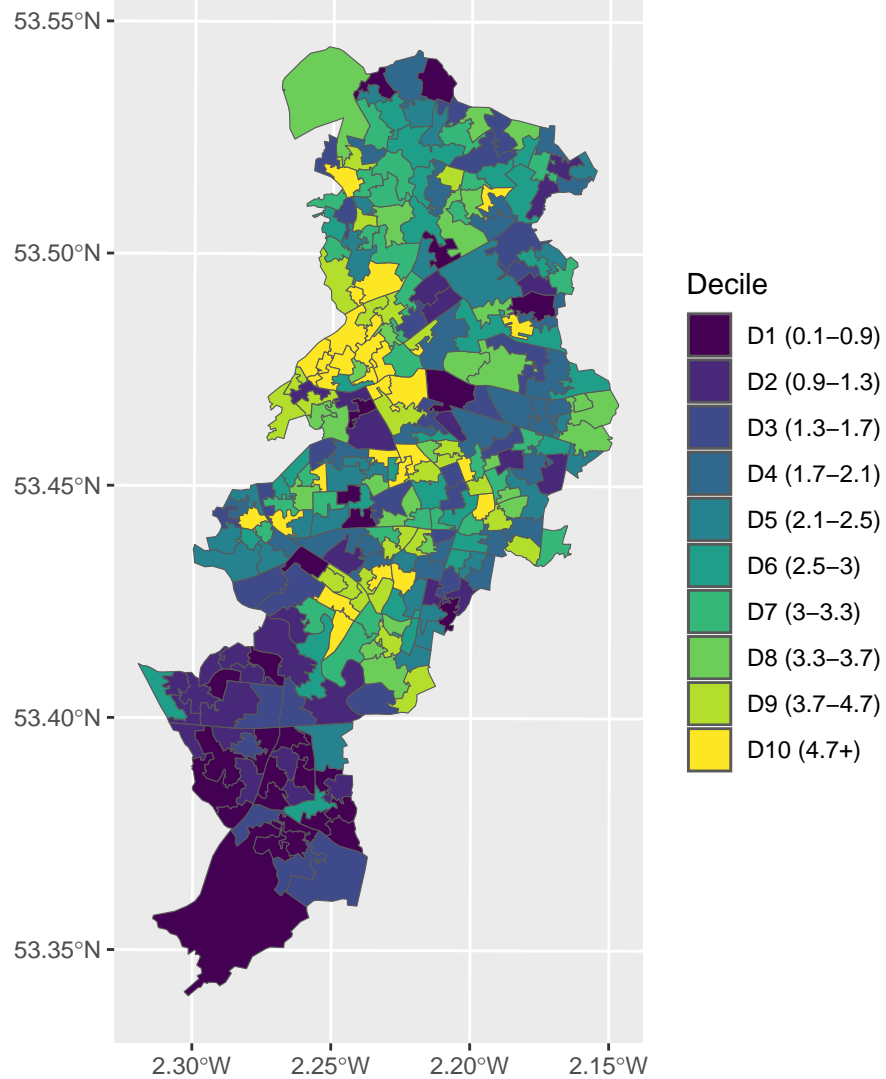 53.55°N
53.50°N
53.45°N
53.40°N
53.35°N
2.30°W 2.25°W 2.20°W 2.15°W
Decile
D1 (0.1–0.9)
D2 (0.9–1.3)
D3 (1.3–1.7)
D4 (1.7–2.1)
D5 (2.1–2.5)
D6 (2.5–3)
D7 (3–3.3)
D8 (3.3–3.7)
D9 (3.7–4.7)
D10 (4.7+)